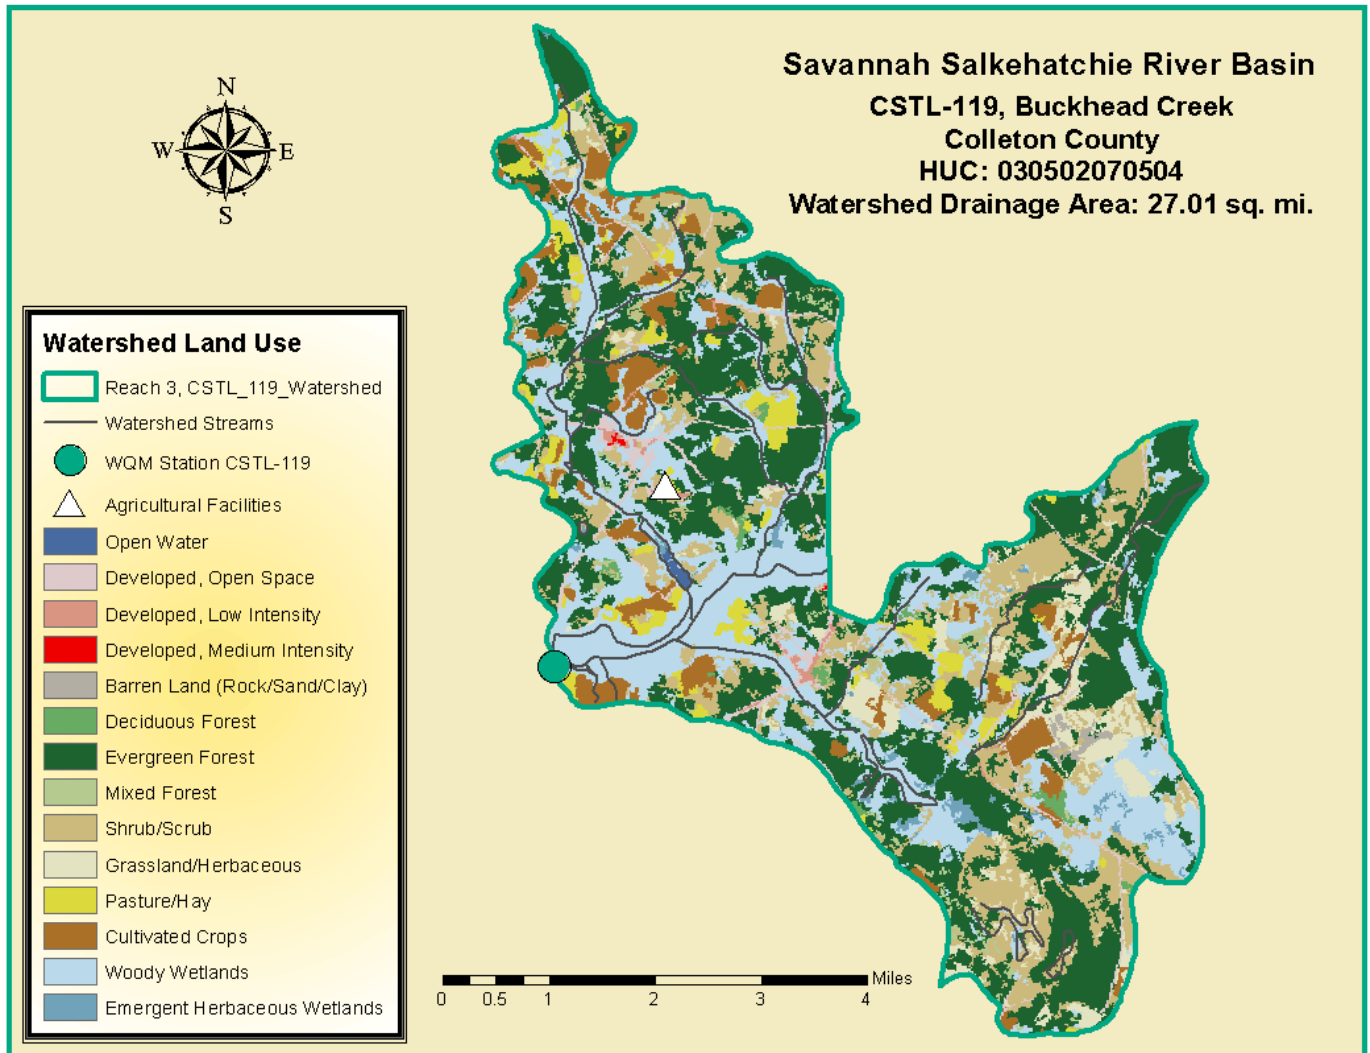 Savannah Salkehatchie River Basin
CSTL-119, Buckhead Creek
Colleton County
HUC: 030502070504
Watershed Drainage Area: 27.01 sq. mi.
N
W
E
S
Watershed Land Use
Reach 3, CSTL_119_Watershed
Watershed Streams
WQM Station CSTL-119
Agricultural Facilities
Open Water
Developed, Open Space
Developed, Low Intensity
Developed, Medium Intensity
Barren Land (Rock/Sand/Clay)
Deciduous Forest
Evergreen Forest
Mixed Forest
Shrub/Scrub
Grassland/Herbaceous
Pasture/Hay
Cultivated Crops
Woody Wetlands
Emergent Herbaceous Wetlands
Miles
0 0.5 1 2 3 4